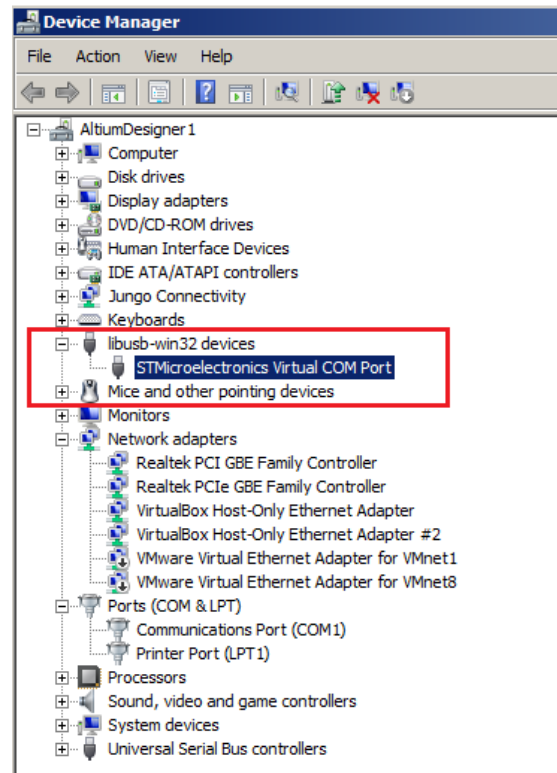 Device Manager
File Action View Help
AltiumDesigner1
Computer
Disk drives
Display adapters
DVD/CD-ROM drives
Human Interface Devices
IDE ATA/ATAPI controllers
Jungo Connectivity
Keyboards
libusb-win32 devices
STMicroelectronics Virtual COM Port
Mice and other pointing devices
Monitors
Network adapters
Realtek PCI GBE Family Controller
Realtek PCIe GBE Family Controller
VirtualBox Host-Only Ethernet Adapter
VirtualBox Host-Only Ethernet Adapter #2
VMware Virtual Ethernet Adapter for VMnet1
VMware Virtual Ethernet Adapter for VMnet8
Ports (COM & LPT)
Communications Port (COM1)
Printer Port (LPT1)
Processors
Sound, video and game controllers
System devices
Universal Serial Bus controllers